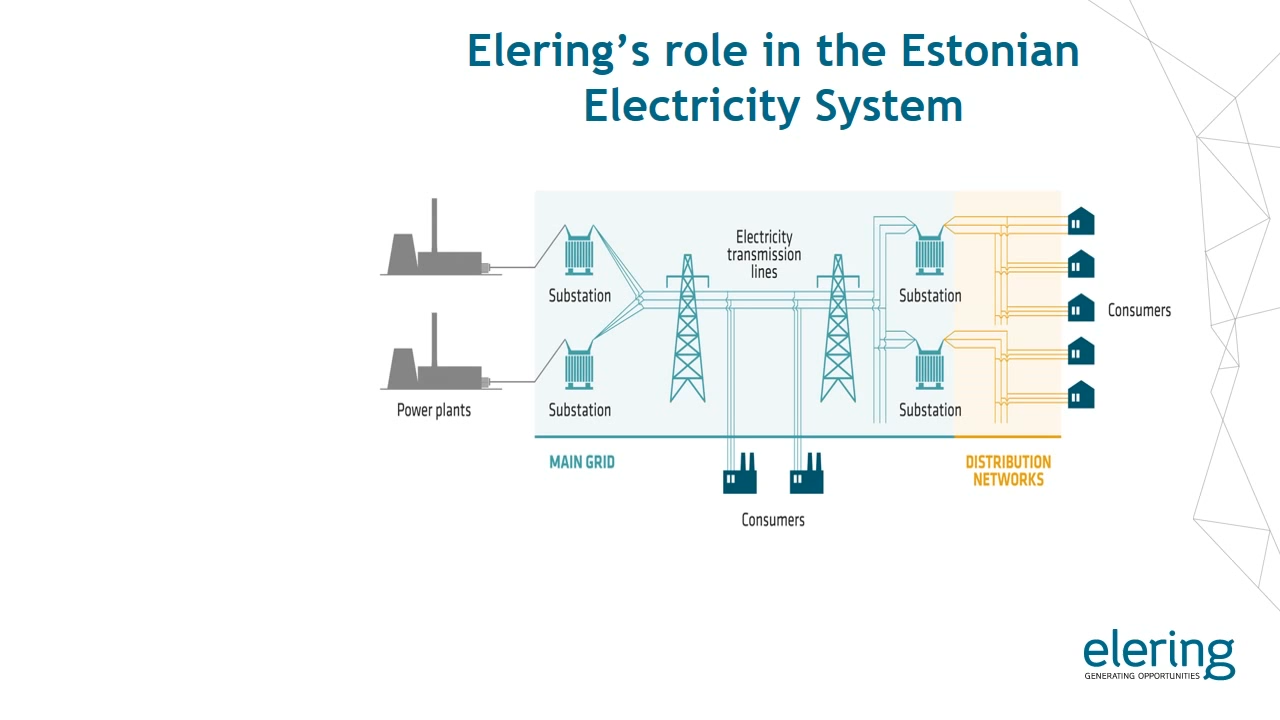 Elering’s role in the Estonian
Electricity System
Electricity
transmission
lines
Substation
Substation
Consumers
Power plants
Substation
Substation
MAIN GRID
DISTRIBUTION
NETWORKS
Consumers
elering
GENERATING OPPORTUNITIES